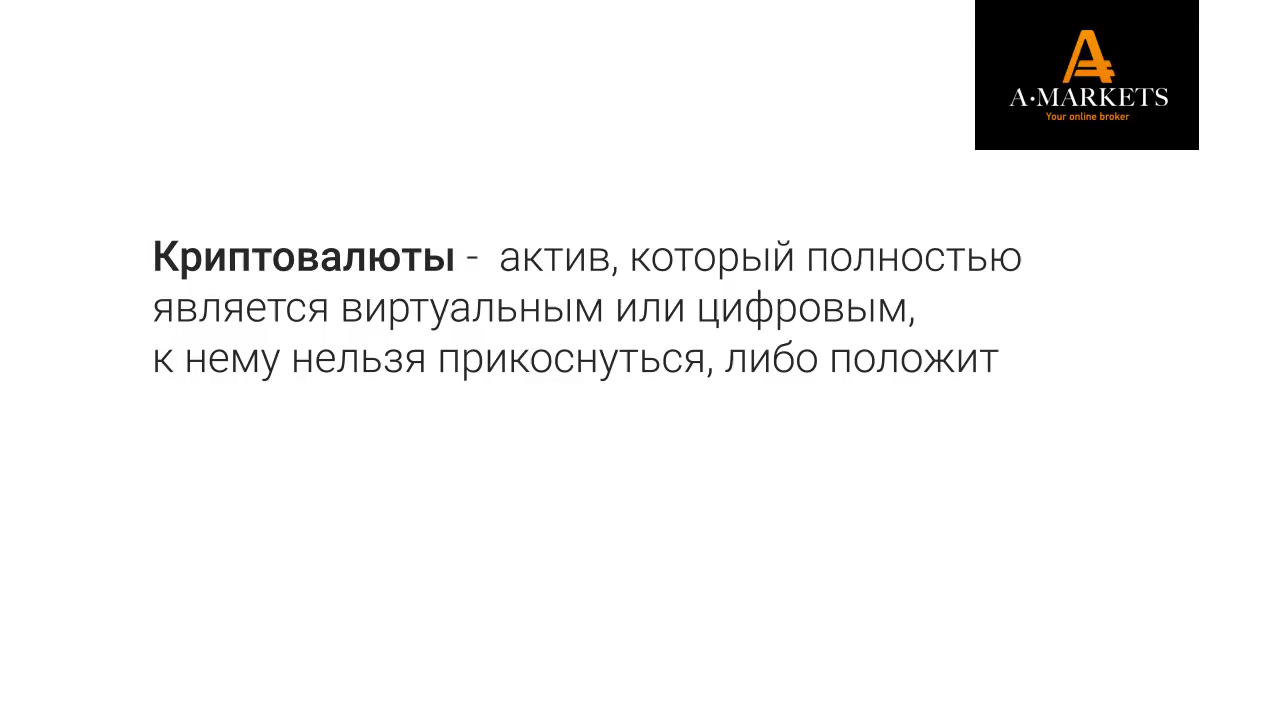 A·MARKETS
Your online broker
Криптовалюты -  актив, который полностью
является виртуальным или цифровым,
к нему нельзя прикоснуться, либо положит